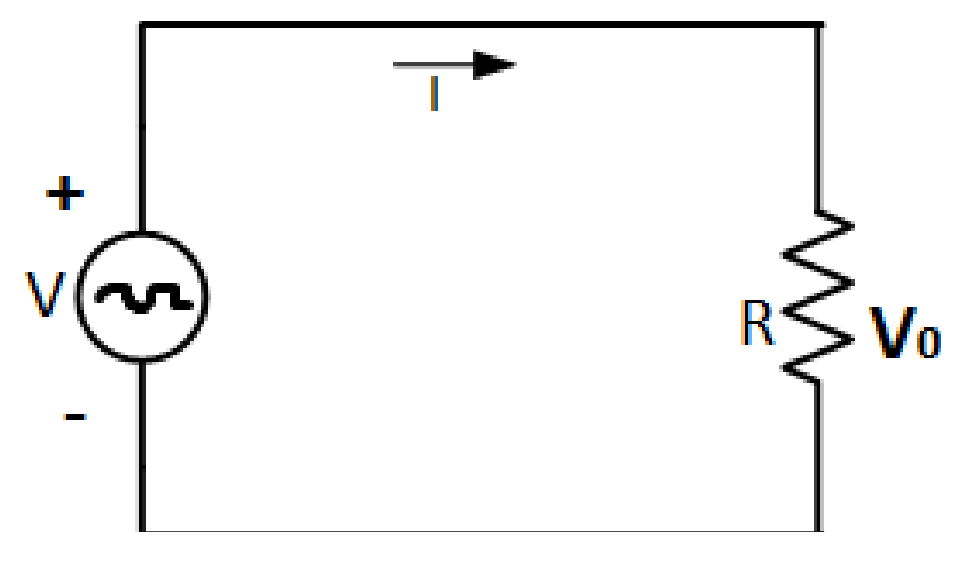 I
+
V
-
R
V₀